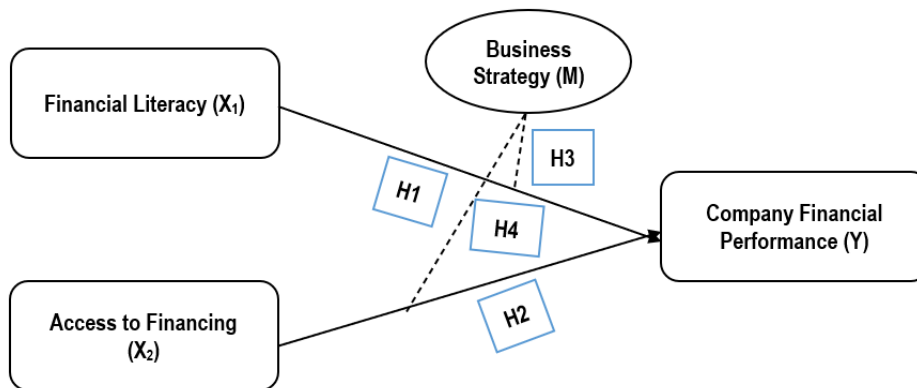 Business
Strategy (M)
Financial Literacy (X₁)
H3
H1
H4
Company Financial
Performance (Y)
H2
Access to Financing
(X₂)